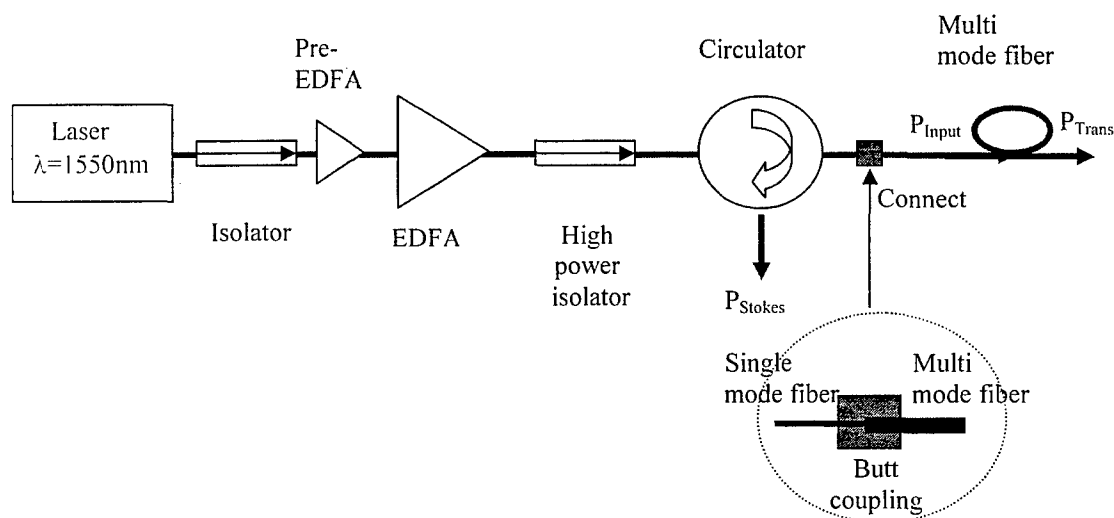 Laser
λ=1550nm
Isolator
Pre-
EDFA
EDFA
High
power
isolator
Circulator
P_Stokes
Connect
P_Input
Multi
mode fiber
P_Trans
Single
mode fiber
Multi
mode fiber
Butt
coupling